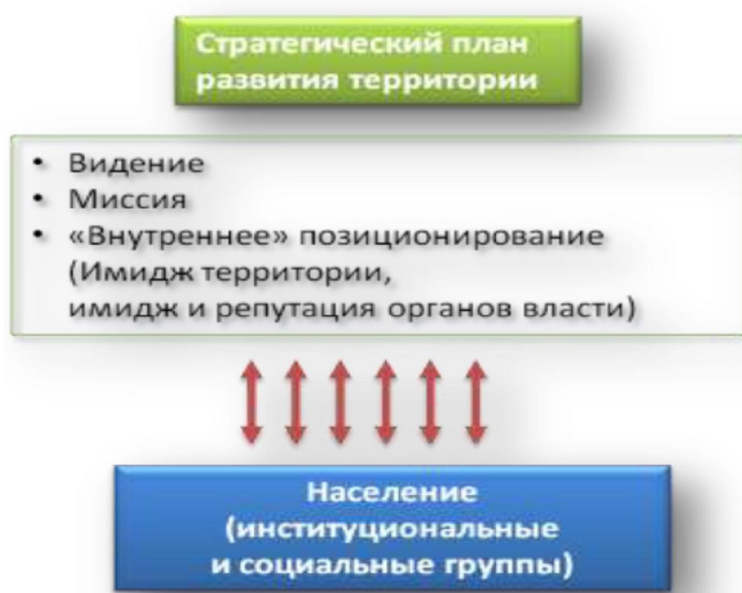 Стратегический план
развития территории
• Видение
• Миссия
• «Внутреннее» позиционирование
(Имидж территории,
имидж и репутация органов власти)
Население
(институциональные
и социальные группы)